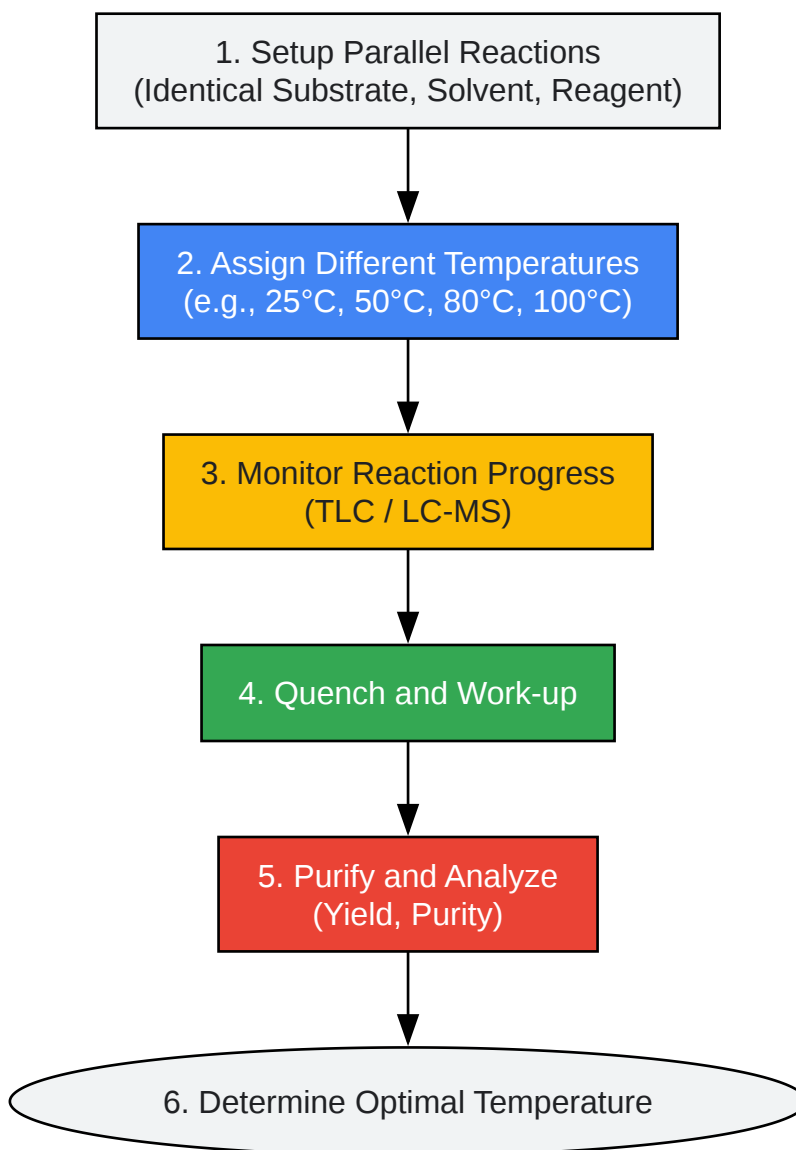 1. Setup Parallel Reactions
(Identical Substrate, Solvent, Reagent)
2. Assign Different Temperatures
(e.g., 25°C, 50°C, 80°C, 100°C)
3. Monitor Reaction Progress
(TLC / LC-MS)
4. Quench and Work-up
5. Purify and Analyze
(Yield, Purity)
6. Determine Optimal Temperature